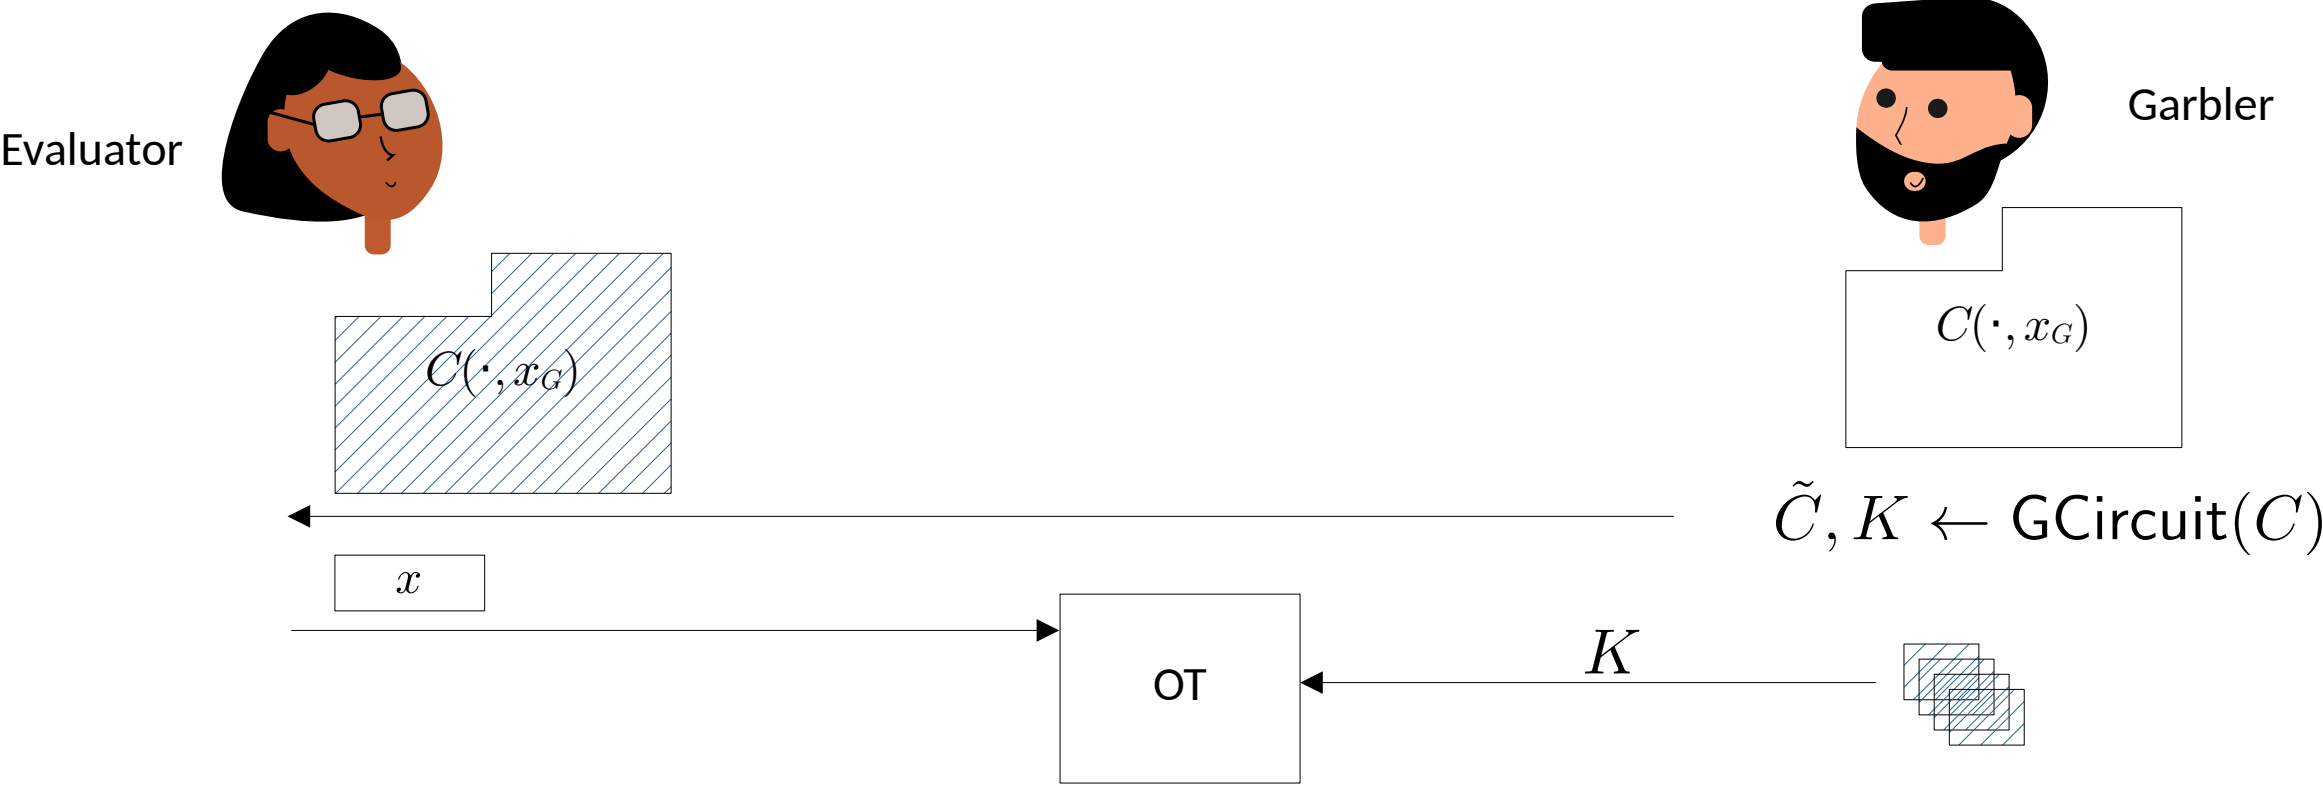 Evaluator
Garbler
C(·, x_G)
C(·, x_G)
C̃, K ← GCircuit(C)
x
OT
K